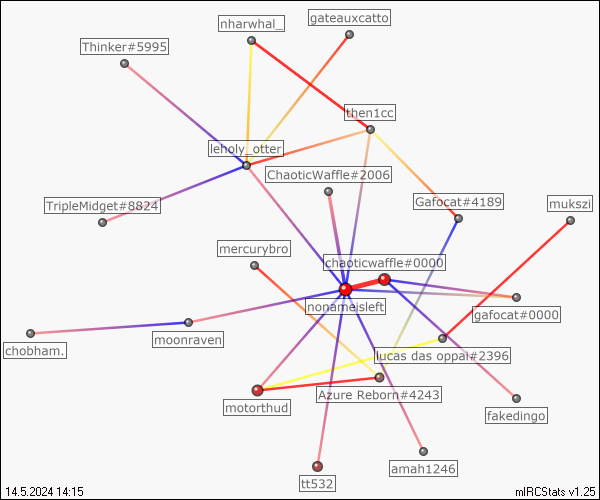 gateauxcatto
nharwhal_
Thinker#5995
then1cc
leholy_otter
ChaoticWaffle#2006
Gafocat#4189
mukszi
TripleMidget#8824
mercurybro
chaoticwaffle#0000
nonameisleft
gafocat#0000
moonraven
chobham.
lucas das oppai#2396
Azure Reborn#4243
motorthud
fakedingo
amah1246
tt532
14.5.2024 14:15
mIRCStats v1.25